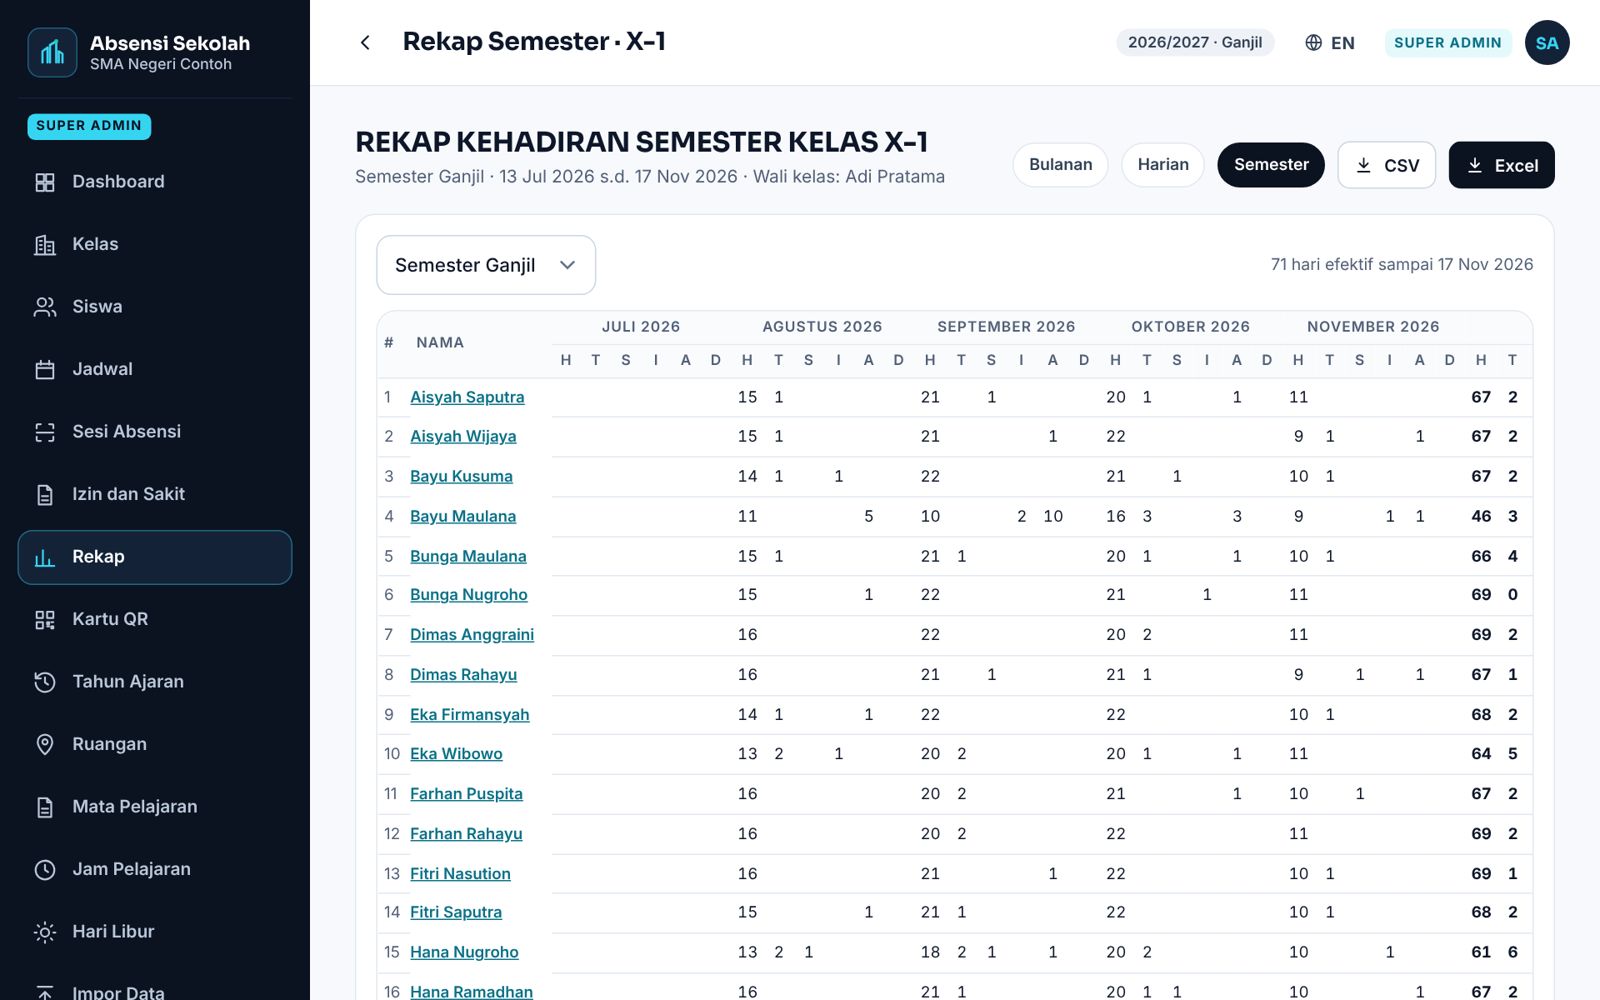 Absensi Sekolah
SMA Negeri Contoh
SUPER ADMIN
Dashboard
Kelas
Siswa
Jadwal
Sesi Absensi
Izin dan Sakit
Rekap
Kartu QR
Tahun Ajaran
Ruangan
Mata Pelajaran
Jam Pelajaran
Hari Libur
Impor Data
Rekap Semester · X-1
2026/2027 · Ganjil
EN
SUPER ADMIN
SA
REKAP KEHADIRAN SEMESTER KELAS X-1
Semester Ganjil · 13 Jul 2026 s.d. 17 Nov 2026 · Wali kelas: Adi Pratama
Bulanan Harian Semester CSV Excel
Semester Ganjil
71 hari efektif sampai 17 Nov 2026
# NAMA JULI 2026 AGUSTUS 2026 SEPTEMBER 2026 OKTOBER 2026 NOVEMBER 2026
H T S I A D H T S I A D H T S I A D H T S I A D H T S I A D H T
1 Aisyah Saputra 15 1 21 1 20 1 1 11 67 2
2 Aisyah Wijaya 15 1 21 1 22 9 1 1 67 2
3 Bayu Kusuma 14 1 1 22 21 1 10 1 67 2
4 Bayu Maulana 11 5 10 2 10 16 3 3 9 1 1 46 3
5 Bunga Maulana 15 1 21 1 20 1 1 10 1 66 4
6 Bunga Nugroho 15 1 22 21 1 11 69 0
7 Dimas Anggraini 16 22 20 2 11 69 2
8 Dimas Rahayu 16 21 1 21 1 9 1 1 67 1
9 Eka Firmansyah 14 1 1 22 22 10 1 68 2
10 Eka Wibowo 13 2 1 20 2 20 1 1 11 64 5
11 Farhan Puspita 16 20 2 21 1 10 1 67 2
12 Farhan Rahayu 16 20 2 22 11 69 2
13 Fitri Nasution 16 21 1 22 10 1 69 1
14 Fitri Saputra 15 1 21 1 22 10 1 68 2
15 Hana Nugroho 13 2 1 18 2 1 1 20 2 10 1 61 6
16 Hana Ramadhan 16 21 1 20 1 1 10 1 67 2